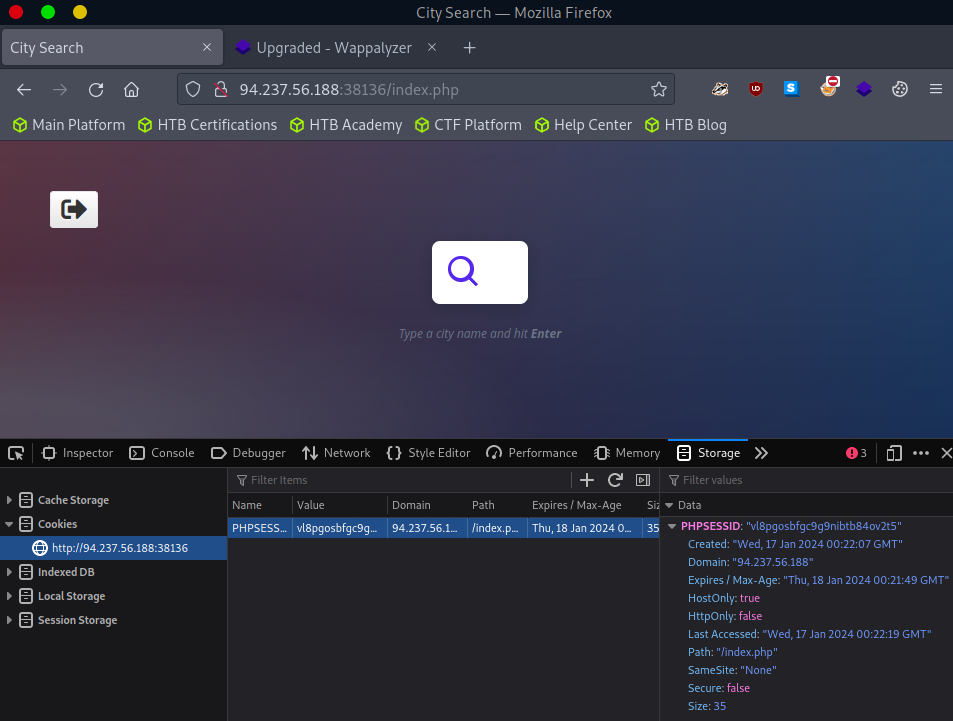 City Search — Mozilla Firefox
City Search × Upgraded - Wappalyzer × +
94.237.56.188:38136/index.php
Main Platform HTB Certifications HTB Academy CTF Platform Help Center HTB Blog
Type a city name and hit Enter
Inspector Console Debugger Network Style Editor Performance Memory Storage 3
Filter Items Filter values
Cache Storage
Cookies
http://94.237.56.188:38136
Indexed DB
Local Storage
Session Storage
Name Value Domain Path Expires / Max-Age Siz
PHPSESS... vl8pgosbfgc9g... 94.237.56.1... /index.p... Thu, 18 Jan 2024 0... 35
Data
PHPSESSID: "vl8pgosbfgc9g9nibtb84ov2t5"
Created: "Wed, 17 Jan 2024 00:22:07 GMT"
Domain: "94.237.56.188"
Expires / Max-Age: "Thu, 18 Jan 2024 00:21:49 GMT"
HostOnly: true
HttpOnly: false
Last Accessed: "Wed, 17 Jan 2024 00:22:19 GMT"
Path: "/index.php"
SameSite: "None"
Secure: false
Size: 35